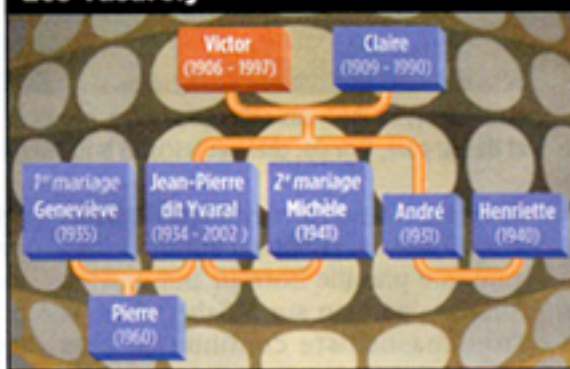 Victor
(1906 - 1997)
Claire
(1909 - 1990)
1er mariage
Geneviève
(1935)
Jean-Pierre
dit Yvaral
(1934 - 2002)
2e mariage
Michèle
(1941)
André
(1931)
Henriette
(1940)
Pierre
(1960)